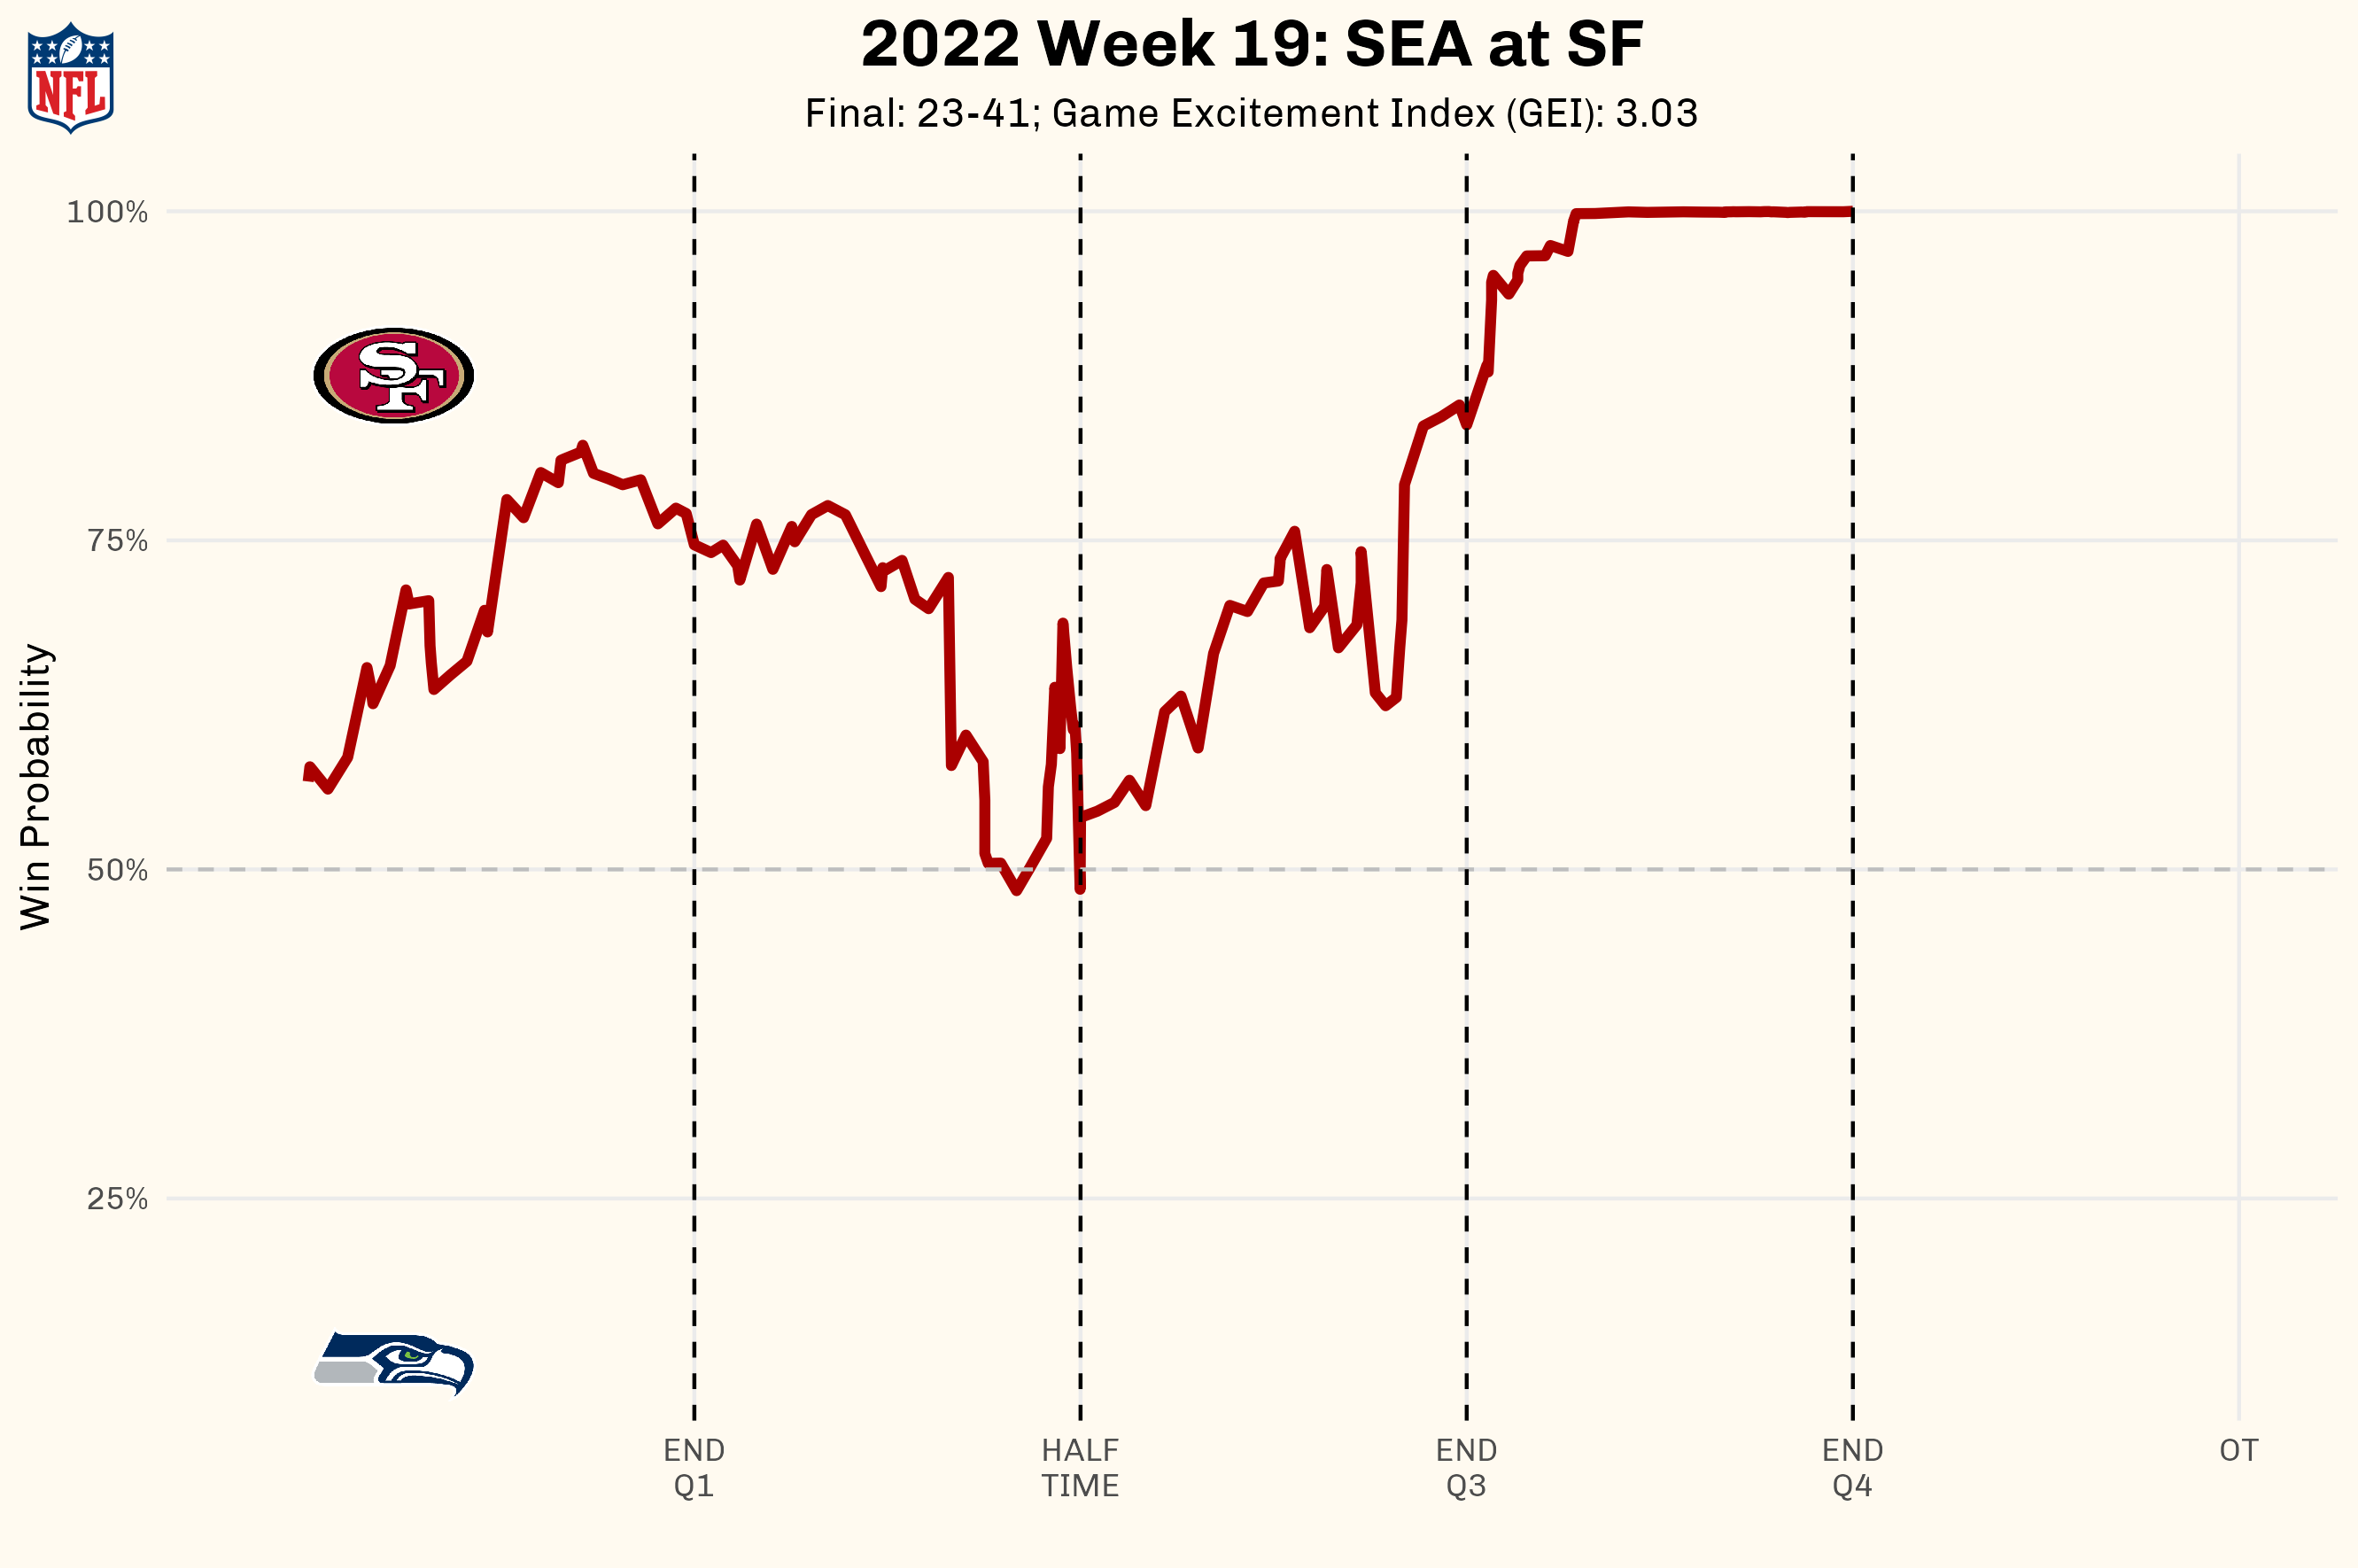 NFL
2022 Week 19: SEA at SF
Final: 23-41; Game Excitement Index (GEI): 3.03
100%
75%
50%
25%
Win Probability
SF
END
Q1
HALF
TIME
END
Q3
END
Q4
OT